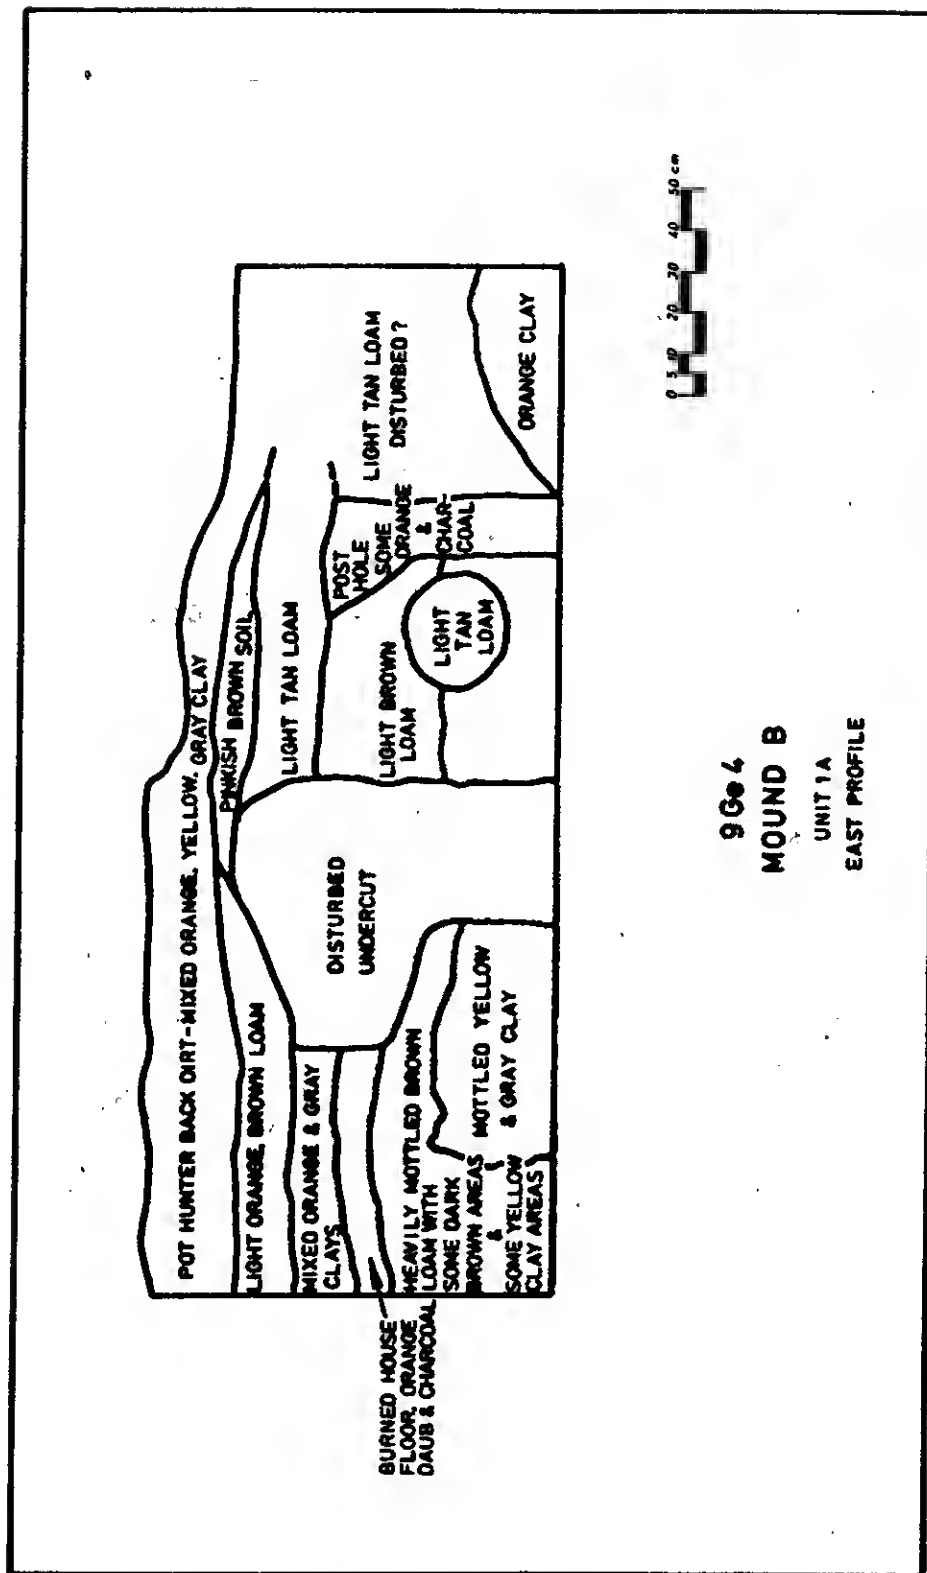 POT HUNTER BACK DIRT-MIXED ORANGE, YELLOW, GRAY CLAY
PINKISH BROWN SOIL
LIGHT ORANGE BROWN LOAM
LIGHT TAN LOAM
MIXED ORANGE & GRAY
CLAYS
DISTURBED
UNDERCUT
LIGHT BROWN
LOAM
POST
HOLE
SOME
ORANGE
&
CHAR-
COAL
LIGHT TAN LOAM
DISTURBED?
LIGHT
TAN
LOAM
ORANGE CLAY
BURNED HOUSE
FLOOR, ORANGE
DAUB & CHARCOAL
HEAVILY MOTTLED BROWN
LOAM WITH
SOME DARK
BROWN AREAS
&
SOME YELLOW
CLAY AREAS
MOTTLED YELLOW
& GRAY CLAY
0 5 10 20 30 40 50 cm
9 Ge 4
MOUND B
UNIT 1A
EAST PROFILE